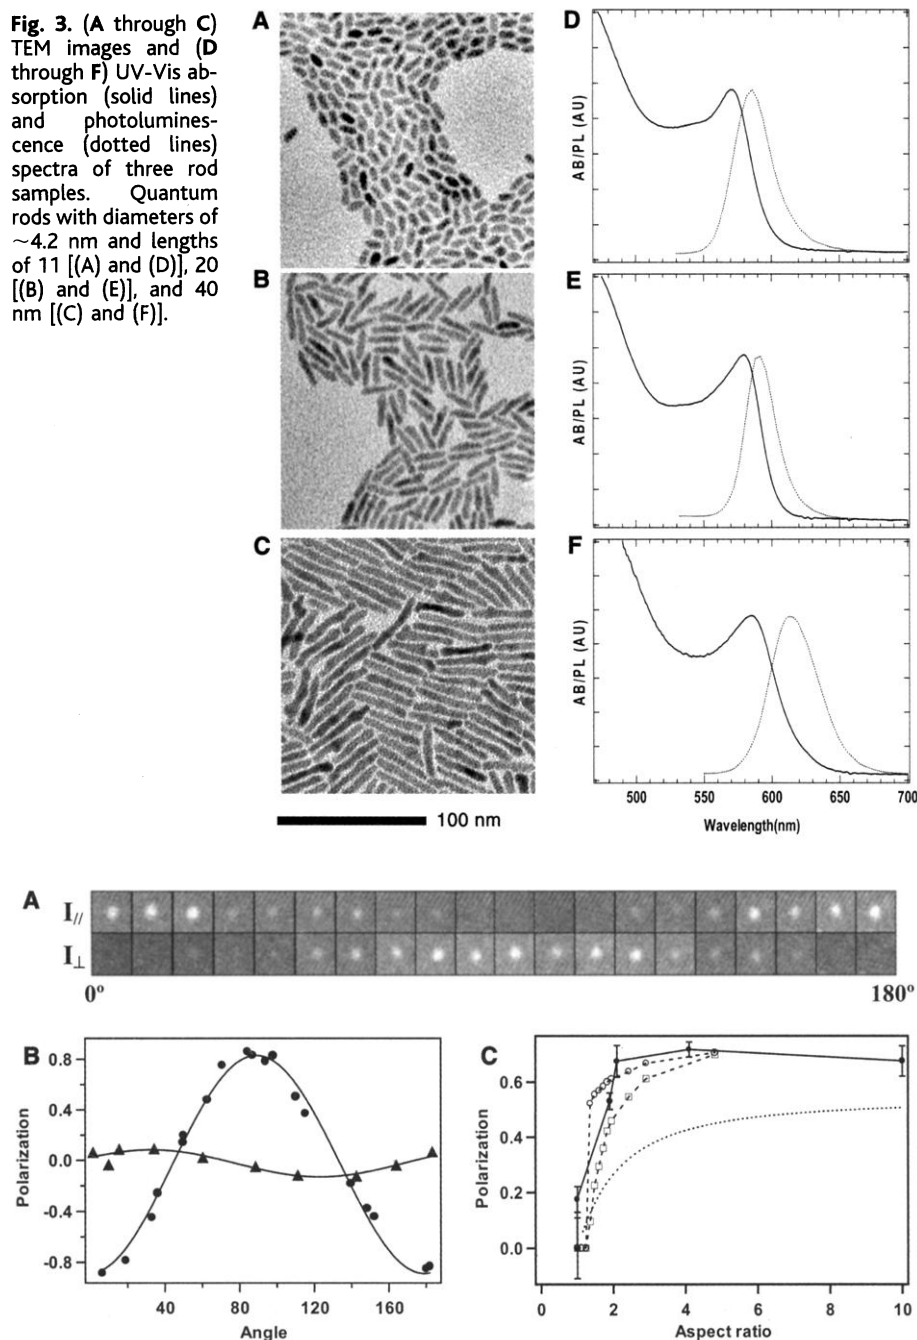 Fig. 3. (A through C)
TEM images and (D
through F) UV-Vis ab-
sorption (solid lines)
and photolumines-
cence (dotted lines)
spectra of three rod
samples. Quantum
rods with diameters of
~4.2 nm and lengths
of 11 [(A) and (D)], 20
[(B) and (E)], and 40
nm [(C) and (F)].
A
B
C
100 nm
D
AB/PL (AU)
E
AB/PL (AU)
F
AB/PL (AU)
500 550 600 650 700
Wavelength(nm)
A
I//
I⊥
0º 180º
B
Polarization
0.8
0.4
0.0
-0.4
-0.8
40 80 120 160
Angle
C
Polarization
0.6
0.4
0.2
0.0
0 2 4 6 8 10
Aspect ratio